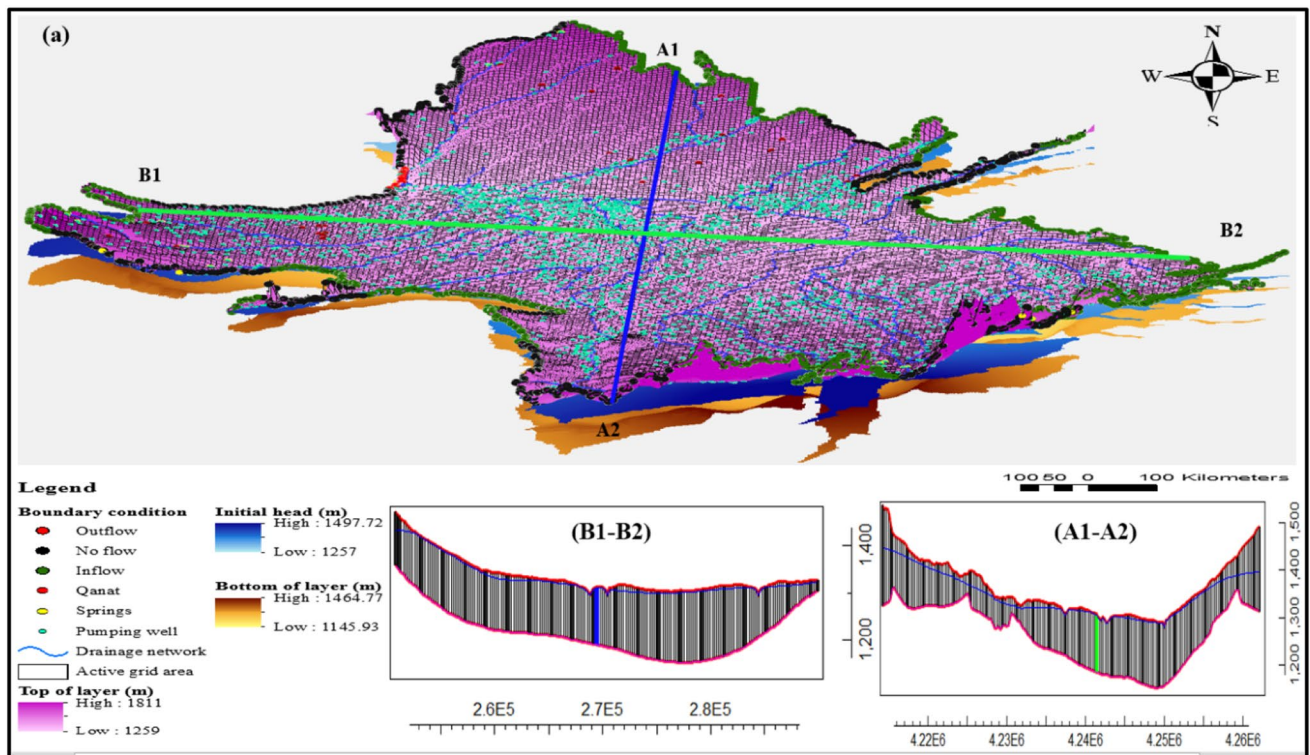 (a)
A1
N
W E
S
B1
B2
A2
100 50 0 100 Kilometers
Legend
Boundary condition
Outflow
No flow
Inflow
Qanat
Springs
Pumping well
Drainage network
Active grid area
Top of layer (m)
High : 1811
Low : 1259
Initial head (m)
High : 1497.72
Low : 1257
Bottom of layer (m)
High : 1464.77
Low : 1145.93
(B1-B2)
1,400
1,200
2.6E5 2.7E5 2.8E5
(A1-A2)
1,500
1,400
1,300
1,200
4.22E6 4.23E6 4.24E6 4.25E6 4.26E6